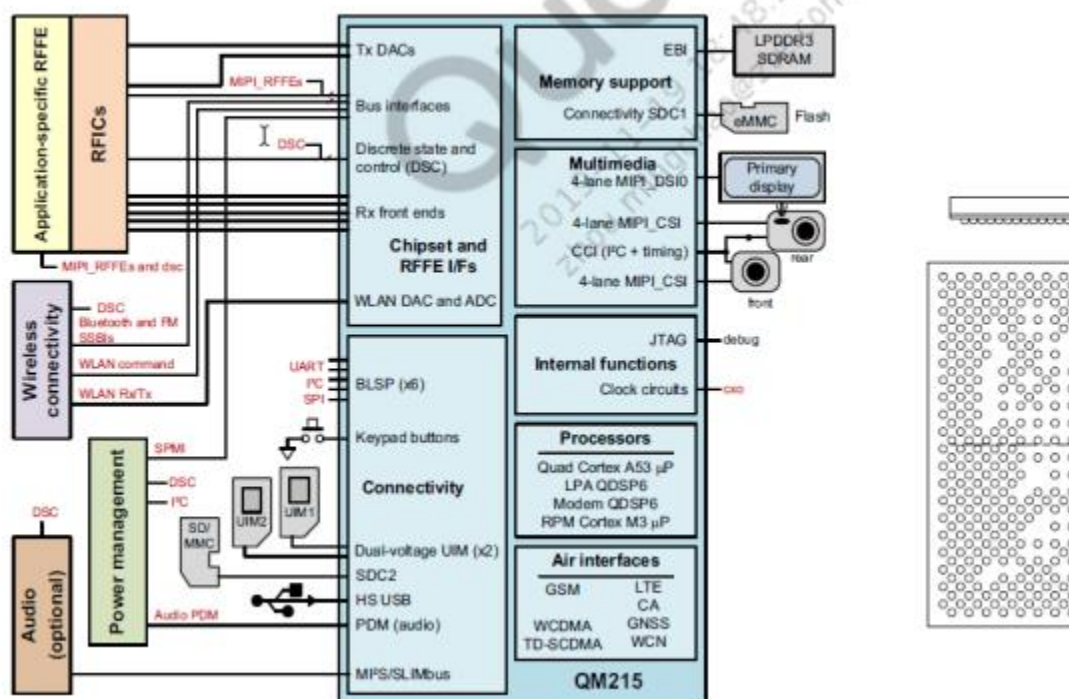 Application-specific RFFE
RFICs
MIPI_RFFEs
DSC
MIPI_RFFEs and dsc
Wireless connectivity
DSC
Bluetooth and FM
SSBIs
WLAN command
WLAN Rx/Tx
Power management
SPMI
DSC
I²C
Audio PDM
DSC
Audio (optional)
Tx DACs
Bus interfaces
Discrete state and
control (DSC)
Rx front ends
Chipset and
RFFE I/Fs
WLAN DAC and ADC
UART
I²C
SPI
BLSP (x6)
Keypad buttons
Connectivity
UIM1
UIM2
SD/
MMC
Dual-voltage UIM (x2)
SDC2
HS USB
PDM (audio)
MI²S/SLIMbus
EBI
Memory support
Connectivity SDC1
LPDDR3
SDRAM
eMMC
Flash
Multimedia
4-lane MIPI_DSI0
4-lane MIPI_CSI
CCI (I²C + timing)
4-lane MIPI_CSI
Primary
display
rear
front
JTAG
Internal functions
Clock circuits
debug
cxo
Processors
Quad Cortex A53 µP
LPA QDSP6
Modem QDSP6
RPM Cortex M3 µP
Air interfaces
GSM
WCDMA
TD-SCDMA
LTE
CA
GNSS
WCN
QM215